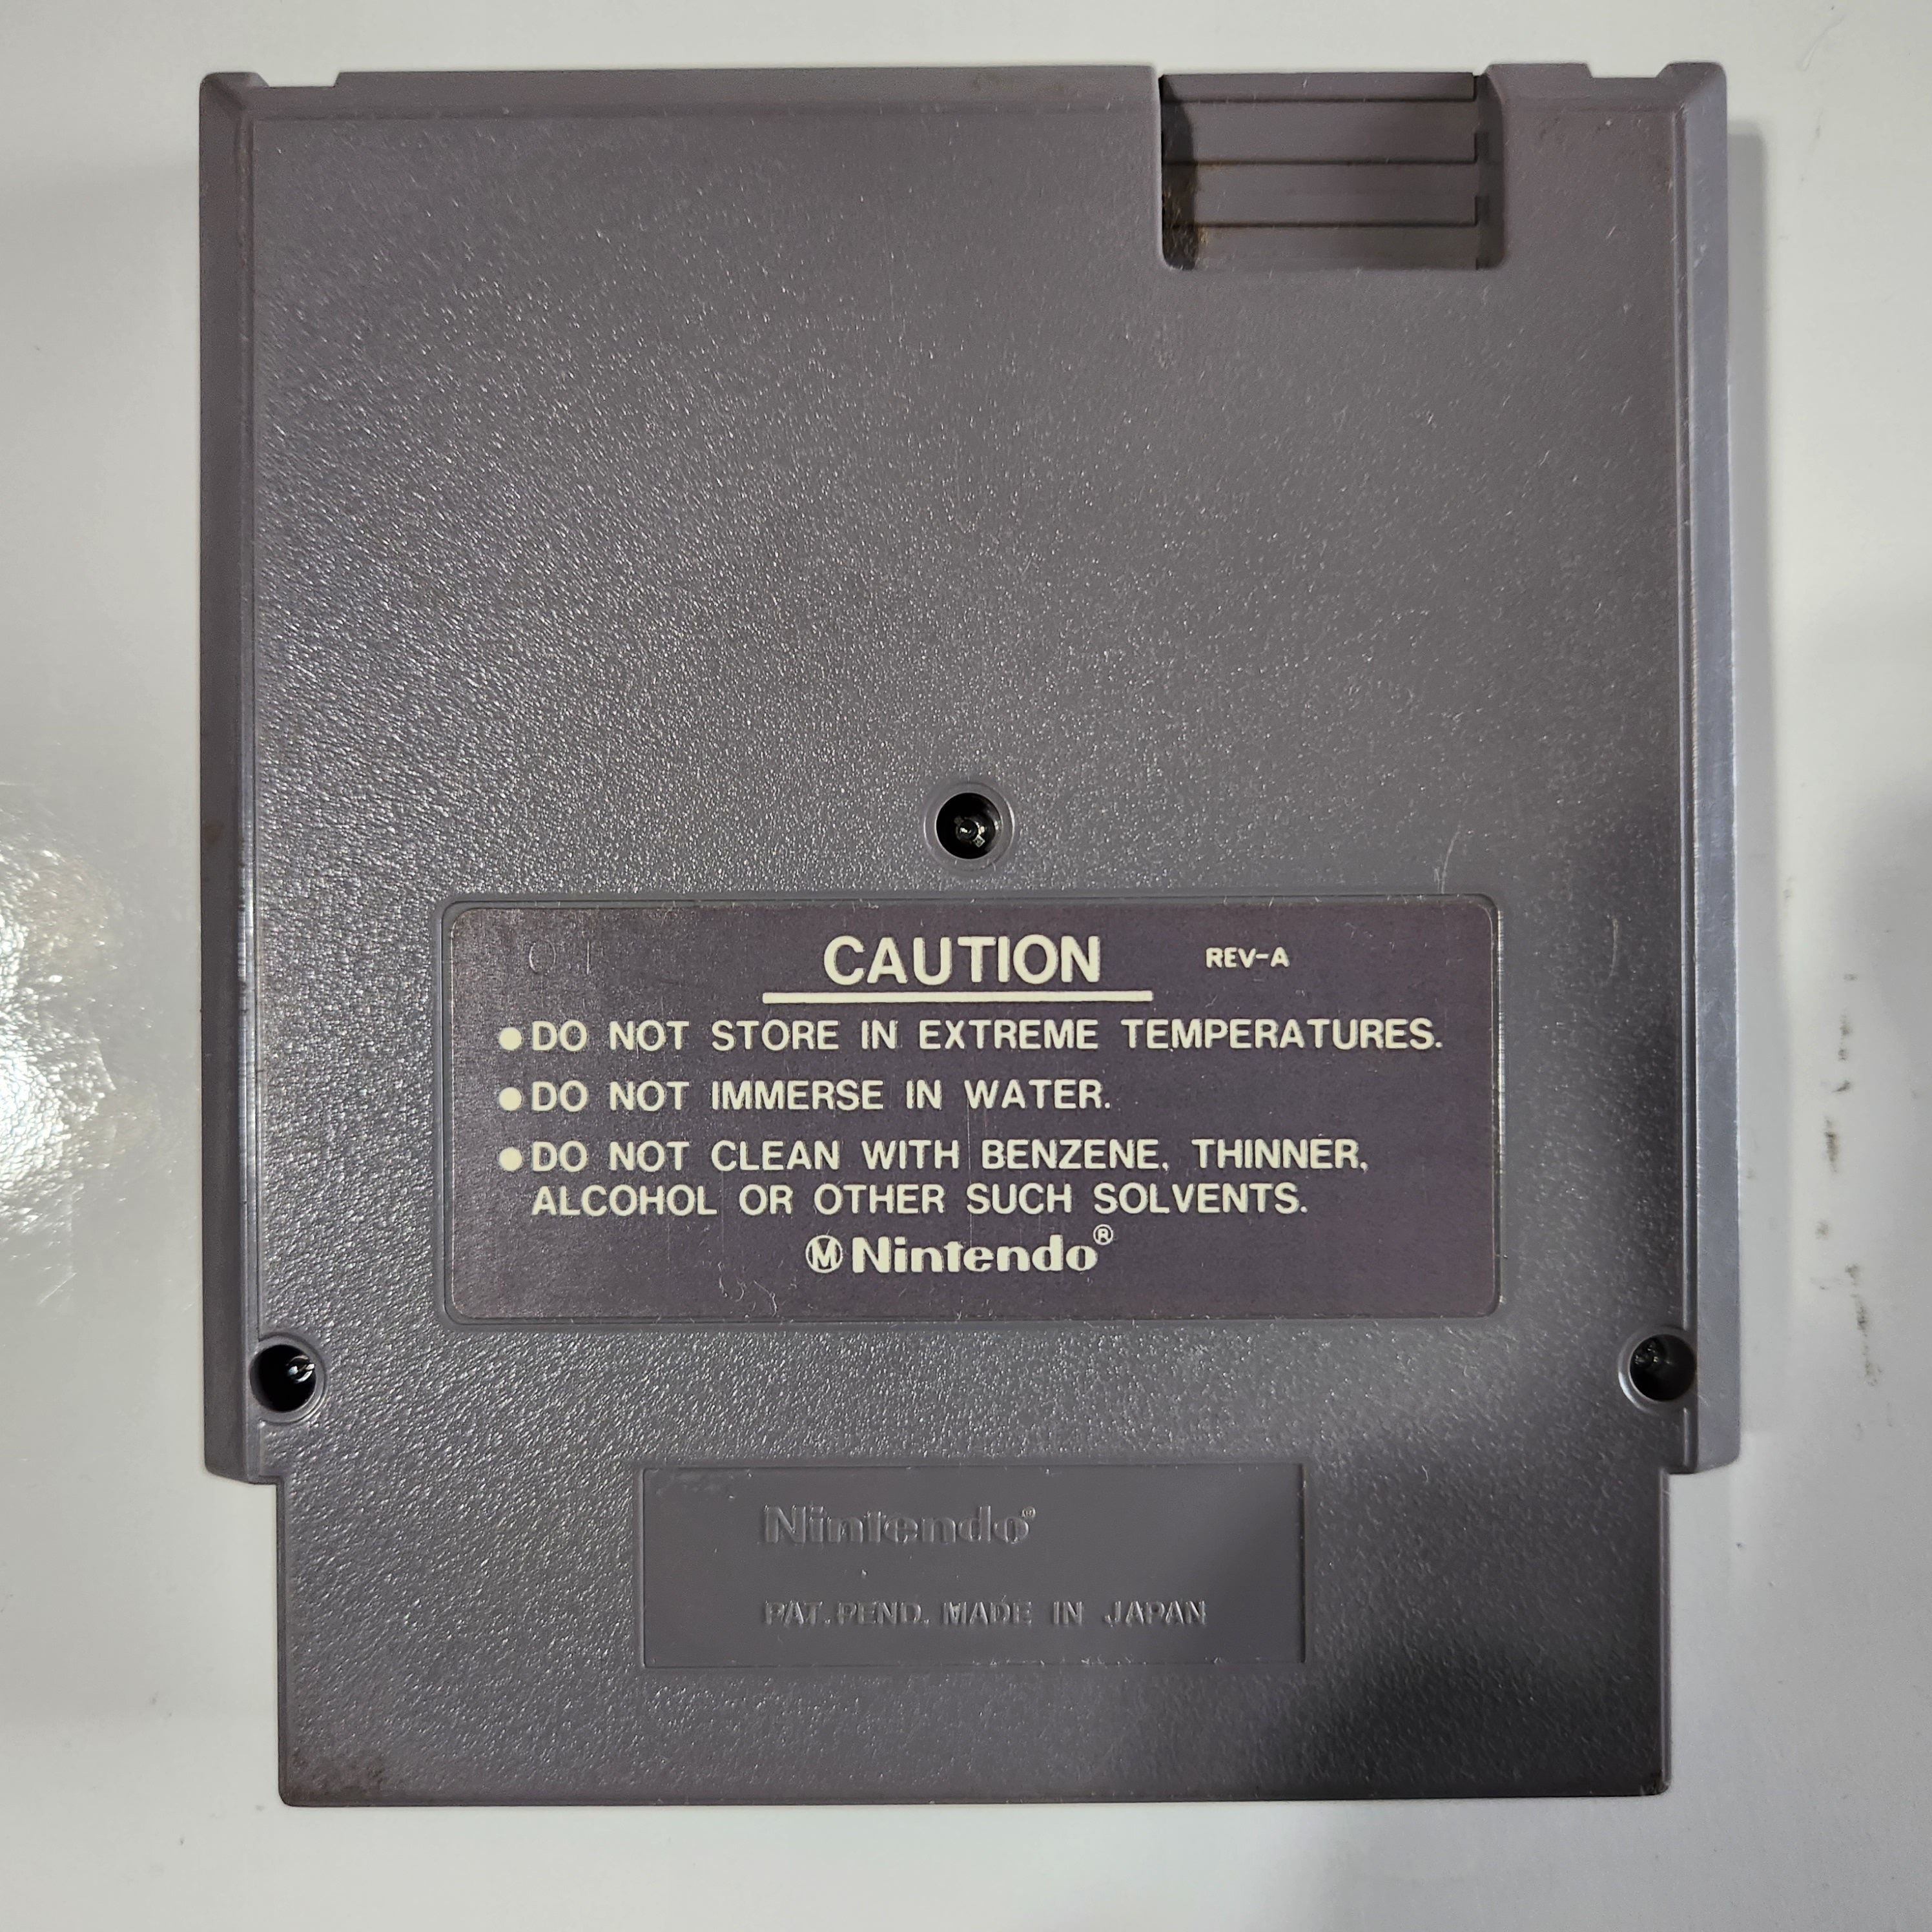 01
CAUTION REV-A
●DO NOT STORE IN EXTREME TEMPERATURES.
●DO NOT IMMERSE IN WATER.
●DO NOT CLEAN WITH BENZENE, THINNER,
ALCOHOL OR OTHER SUCH SOLVENTS.
Ⓜ Nintendo®
Nintendo®
PAT. PEND. MADE IN JAPAN